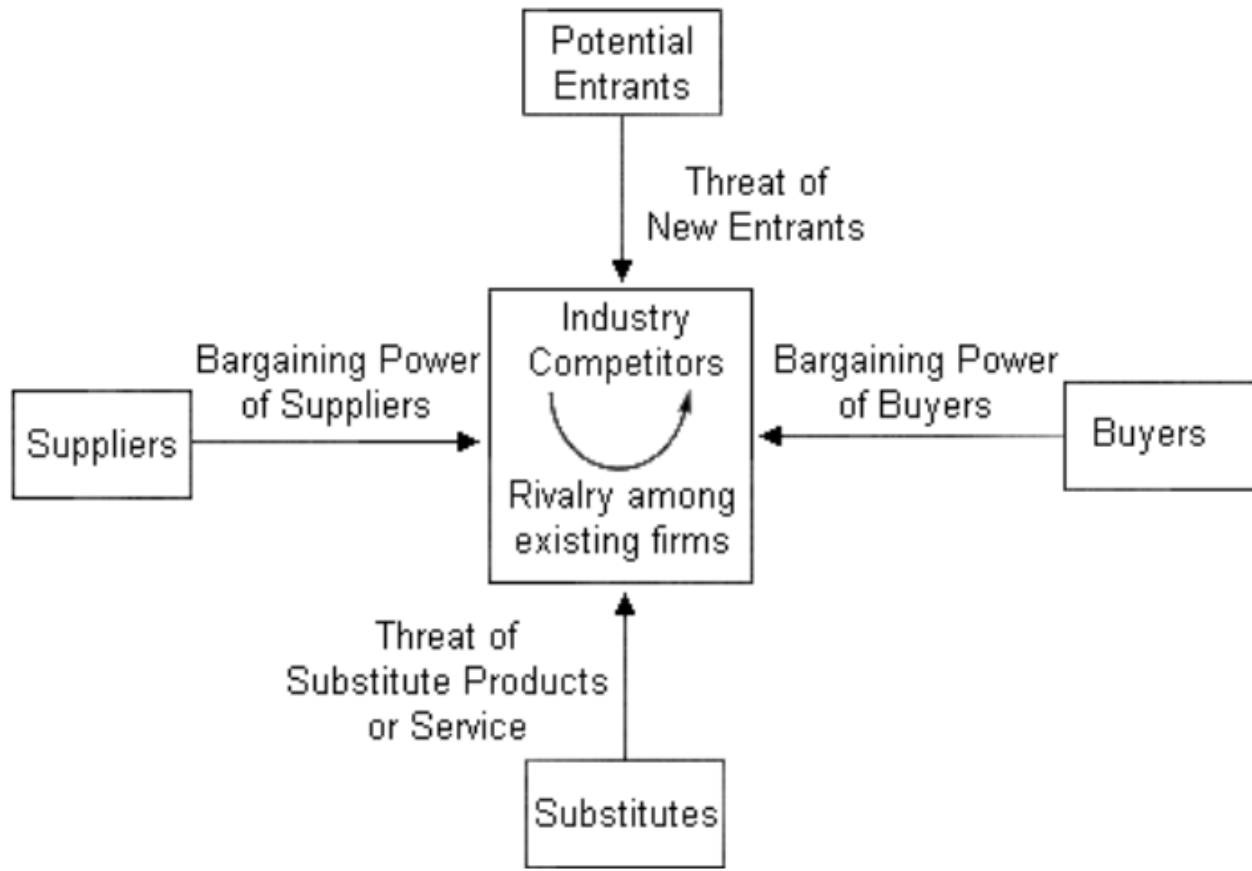 Potential
Entrants
Threat of
New Entrants
Industry
Competitors
Bargaining Power
of Suppliers
Bargaining Power
of Buyers
Suppliers
Buyers
Rivalry among
existing firms
Threat of
Substitute Products
or Service
Substitutes